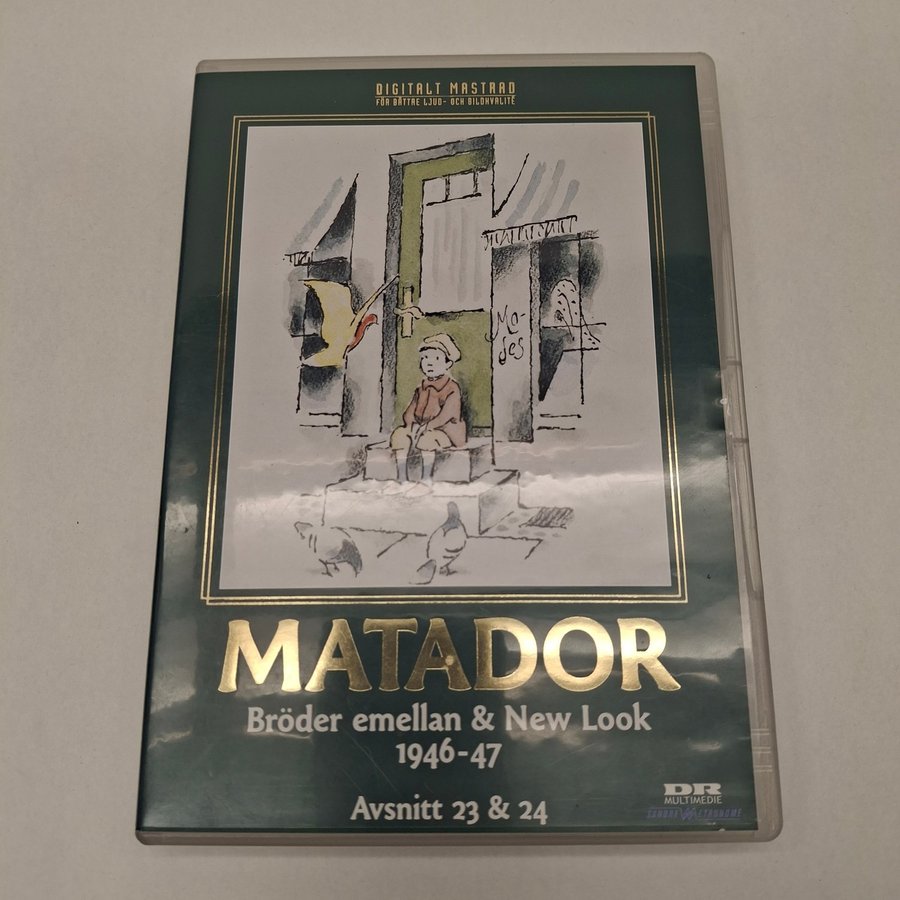 DIGITALT MASTRAD
FÖR BÄTTRE LJUD- OCH BILDKVALITÉ
Mo-
des
MATADOR
Bröder emellan & New Look
1946-47
Avsnitt 23 & 24
DR
MULTIMEDIE